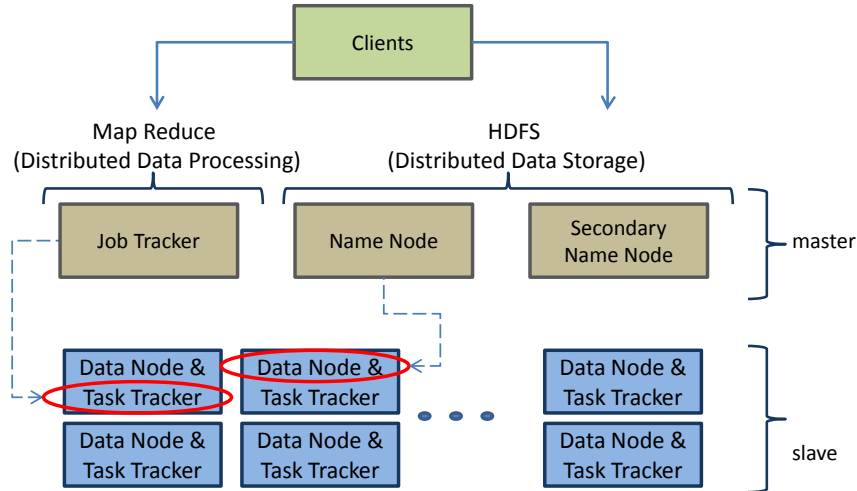 Clients
Map Reduce
(Distributed Data Processing)
HDFS
(Distributed Data Storage)
Job Tracker
Name Node
Secondary
Name Node
master
Data Node &
Task Tracker
Data Node &
Task Tracker
Data Node &
Task Tracker
Data Node &
Task Tracker
Data Node &
Task Tracker
Data Node &
Task Tracker
slave